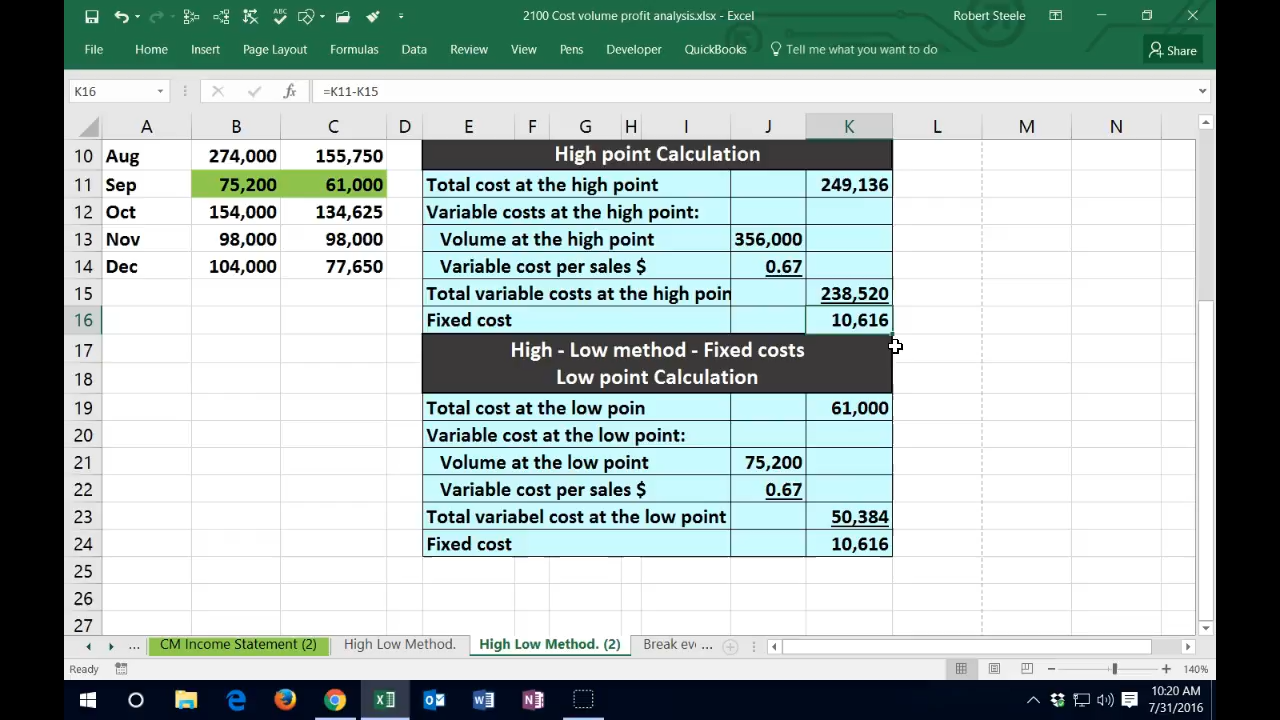 2100 Cost volume profit analysis.xlsx - Excel
Robert Steele
File Home Insert Page Layout Formulas Data Review View Pens Developer QuickBooks Tell me what you want to do Share
K16 fx =K11-K15
A B C D E F G H I J K L M N
10 Aug 274,000 155,750 High point Calculation
11 Sep 75,200 61,000 Total cost at the high point 249,136
12 Oct 154,000 134,625 Variable costs at the high point:
13 Nov 98,000 98,000 Volume at the high point 356,000
14 Dec 104,000 77,650 Variable cost per sales $ 0.67
15 Total variable costs at the high poin 238,520
16 Fixed cost 10,616
17 High - Low method - Fixed costs
18 Low point Calculation
19 Total cost at the low poin 61,000
20 Variable cost at the low point:
21 Volume at the low point 75,200
22 Variable cost per sales $ 0.67
23 Total variabel cost at the low point 50,384
24 Fixed cost 10,616
25
26
27
... CM Income Statement (2) High Low Method. High Low Method. (2) Break eve ...
Ready 140%
10:20 AM
7/31/2016